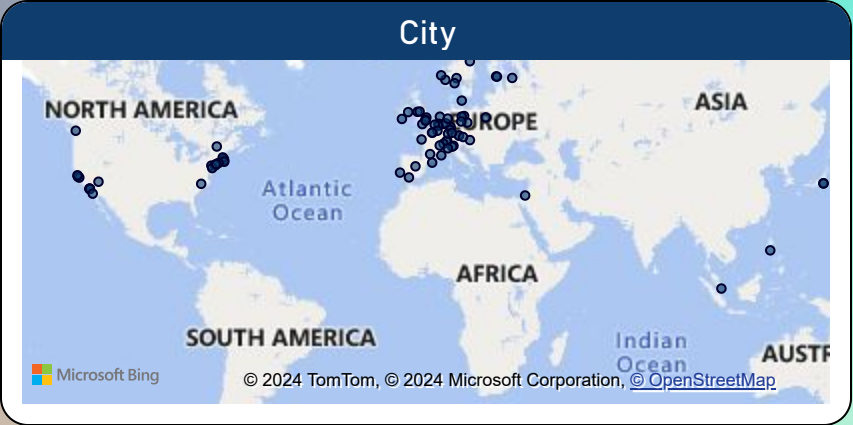 City
NORTH AMERICA
ASIA
EUROPE
Atlantic
Ocean
AFRICA
SOUTH AMERICA
Indian
Ocean
AUSTR
Microsoft Bing
© 2024 TomTom, © 2024 Microsoft Corporation, © OpenStreetMap